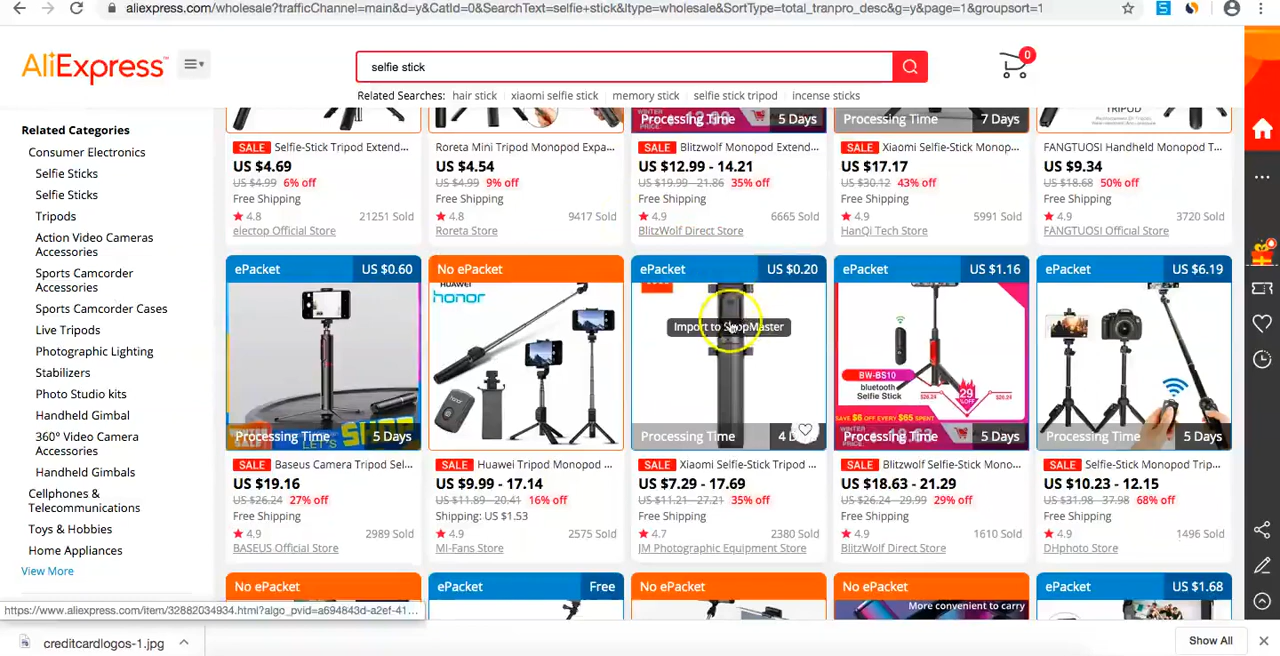 aliexpress.com/wholesale?trafficChannel=main&d=y&CatId=0&SearchText=selfie+stick&ltype=wholesale&SortType=total_tranpro_desc&g=y&page=1&groupsort=1
S
AliExpress™
selfie stick
0
Related Searches: hair stick xiaomi selfie stick memory stick selfie stick tripod incense sticks
Related Categories
Consumer Electronics
Selfie Sticks
Selfie Sticks
Tripods
Action Video Cameras
Accessories
Sports Camcorder
Accessories
Sports Camcorder Cases
Live Tripods
Photographic Lighting
Stabilizers
Photo Studio kits
Handheld Gimbal
360° Video Camera
Accessories
Handheld Gimbals
Cellphones &
Telecommunications
Toys & Hobbies
Home Appliances
View More
TRIPOD
Processing Time 5 Days
Processing Time 7 Days
SALE Selfie-Stick Tripod Extend...
US $4.69
US $4.99 6% off
Free Shipping
4.8 21251 Sold
electop Official Store
SALE Roreta Mini Tripod Monopod Expa...
US $4.54
US $4.99 9% off
Free Shipping
4.8 9417 Sold
Roreta Store
SALE Blitzwolf Monopod Extend...
US $12.99 - 14.21
US $19.99 - 21.86 35% off
Free Shipping
4.9 6665 Sold
BlitzWolf Direct Store
SALE Xiaomi Selfie-Stick Monop...
US $17.17
US $30.12 43% off
Free Shipping
4.9 5991 Sold
HanQi Tech Store
FANGTUOSI Handheld Monopod T...
US $9.34
US $18.68 50% off
Free Shipping
4.9 3720 Sold
FANGTUOSI Official Store
ePacket US $0.60
Processing Time 5 Days
LET'S
SALE Baseus Camera Tripod Sel...
US $19.16
US $26.24 27% off
Free Shipping
4.9 2989 Sold
BASEUS Official Store
No ePacket
HUAWEI
honor
SALE Huawei Tripod Monopod ...
US $9.99 - 17.14
US $11.89 - 20.41 16% off
Shipping: US $1.53
4.9 2575 Sold
MI-Fans Store
ePacket US $0.20
Import to ShopMaster
Processing Time 4 D
SALE Xiaomi Selfie-Stick Tripod ...
US $7.29 - 17.69
US $11.21 - 27.21 35% off
Free Shipping
4.7 2380 Sold
JM Photographic Equipment Store
ePacket US $1.16
BW-BS10
bluetooth
Selfie Stick
29
SAVE $6 OFF EVERY $65 SPENT
Processing Time 5 Days
SALE Blitzwolf Selfie-Stick Mono...
US $18.63 - 21.29
US $26.24 - 29.99 29% off
Free Shipping
4.9 1610 Sold
BlitzWolf Direct Store
ePacket US $6.19
Processing Time 5 Days
SALE Selfie-Stick Monopod Trip...
US $10.23 - 12.15
US $31.98 - 37.98 68% off
Free Shipping
4.9 1496 Sold
DHphoto Store
No ePacket
ePacket Free
No ePacket
No ePacket
More convenient to carry
ePacket US $1.68
https://www.aliexpress.com/item/32882034934.html?algo_pvid=a694843d-a2ef-41...
creditcardlogos-1.jpg
Show All